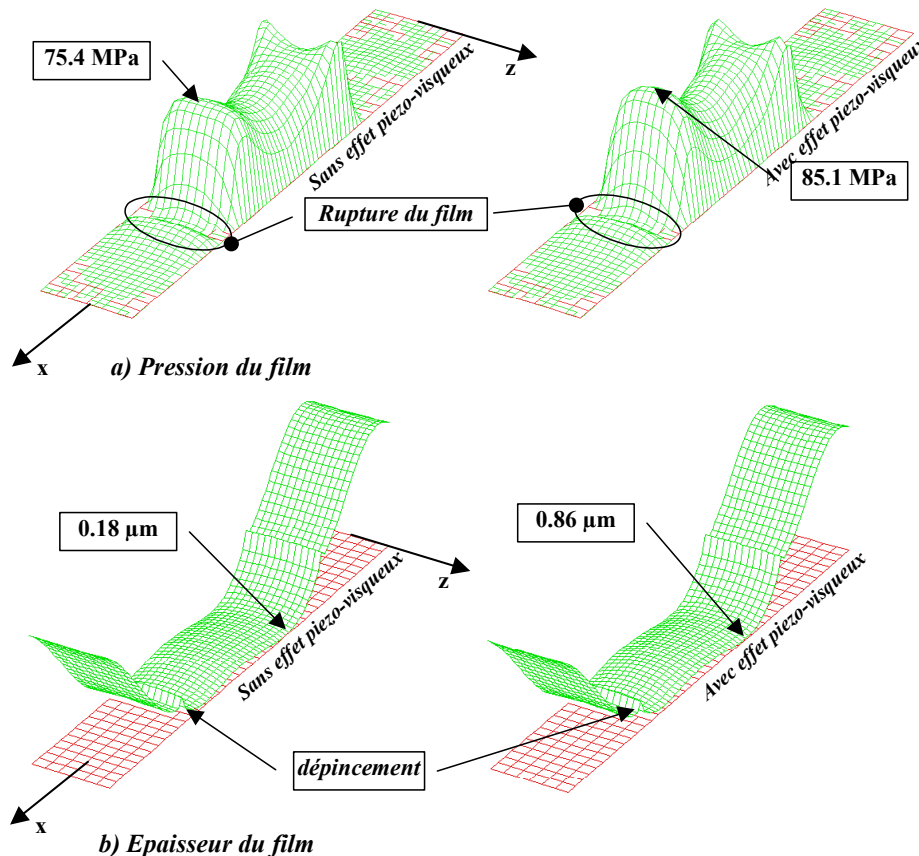 75.4 MPa
z
Sans effet piezo-visqueux
Avec effet piezo-visqueux
85.1 MPa
Rupture du film
x
a) Pression du film
0.18 µm
0.86 µm
z
Sans effet piezo-visqueux
Avec effet piezo-visqueux
dépincement
x
b) Epaisseur du film